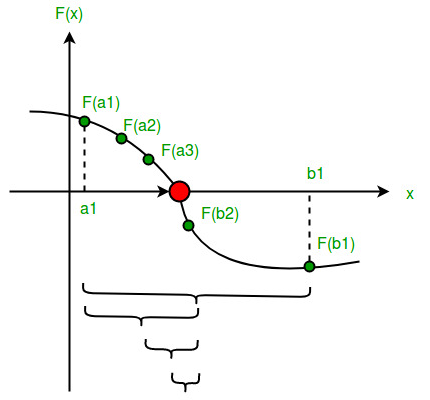 F(x)
F(a1)
F(a2)
F(a3)
b1
x
a1
F(b2)
F(b1)